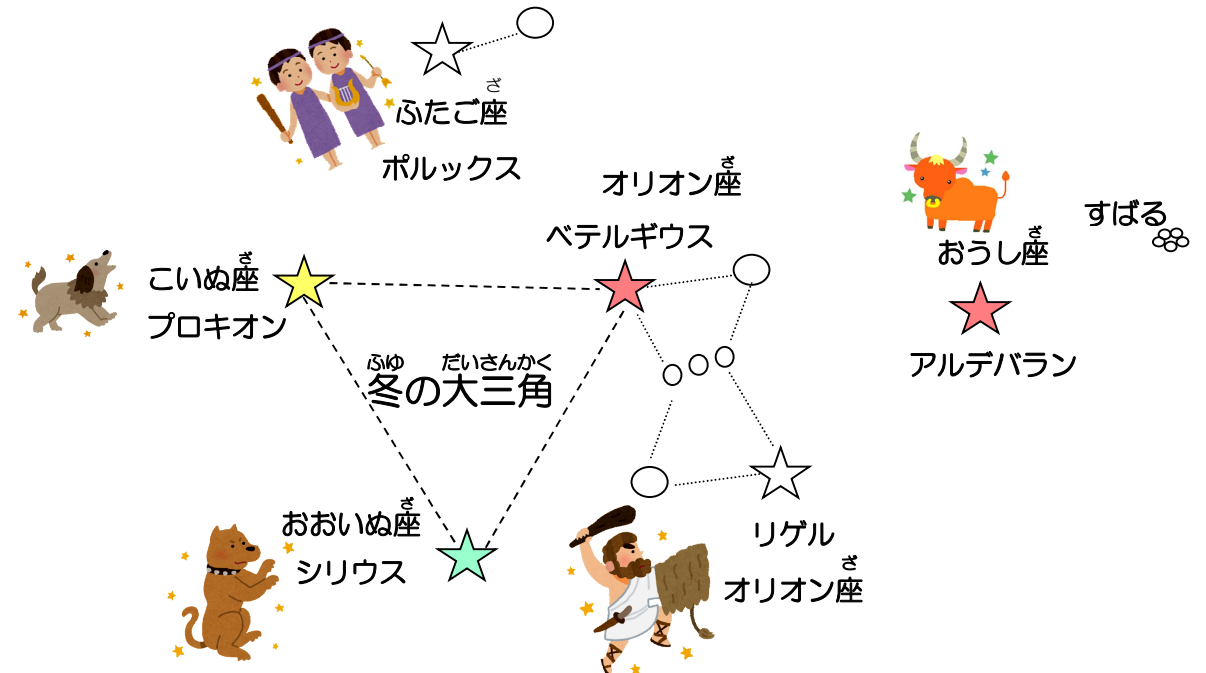 ざ
ふたご座
ポルックス
ざ
オリオン座
ベテルギウス
ざ
おうし座
すばる
アルデバラン
ざ
こいぬ座
プロキオン
ふゆ だいさんかく
冬の大三角
ざ
おおいぬ座
シリウス
リゲル
ざ
オリオン座